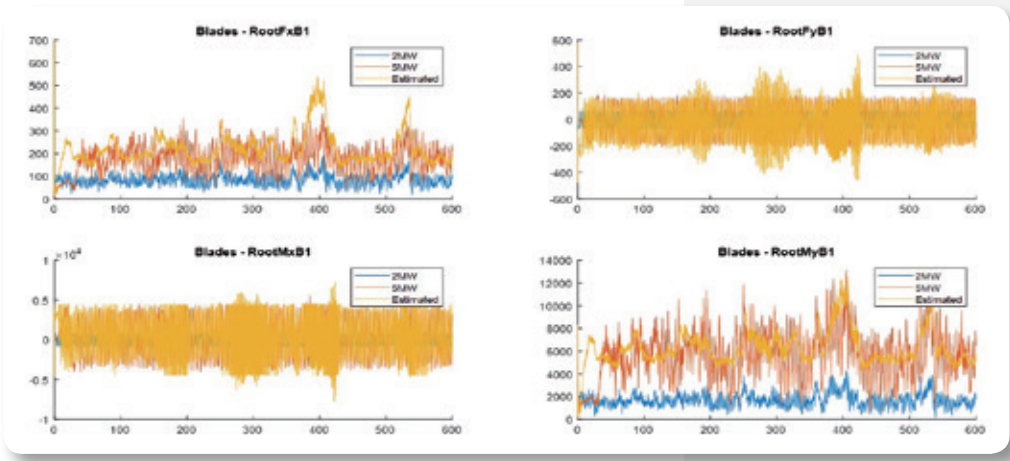 Blades - RootFxB1
700
600
500
400
300
200
100
0
2MW
5MW
Estimated
0 100 200 300 400 500 600
Blades - RootFyB1
600
400
200
0
-200
-400
-600
2MW
5MW
Estimated
0 100 200 300 400 500 600
Blades - RootMxB1
×10⁴
1
0.5
0
-0.5
-1
2MW
5MW
Estimated
0 100 200 300 400 500 600
Blades - RootMyB1
14000
12000
10000
8000
6000
4000
2000
0
2MW
5MW
Estimated
0 100 200 300 400 500 600